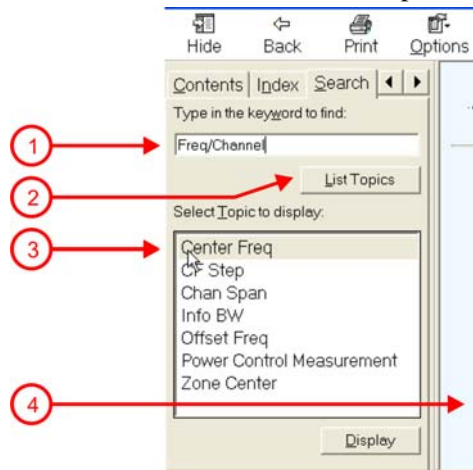 Hide Back Print Options
Contents Index Search
Type in the keyword to find:
1
Freq/Channel
2
List Topics
Select Topic to display:
3
Center Freq
CF Step
Chan Span
Info BW
Offset Freq
Power Control Measurement
Zone Center
4
Display